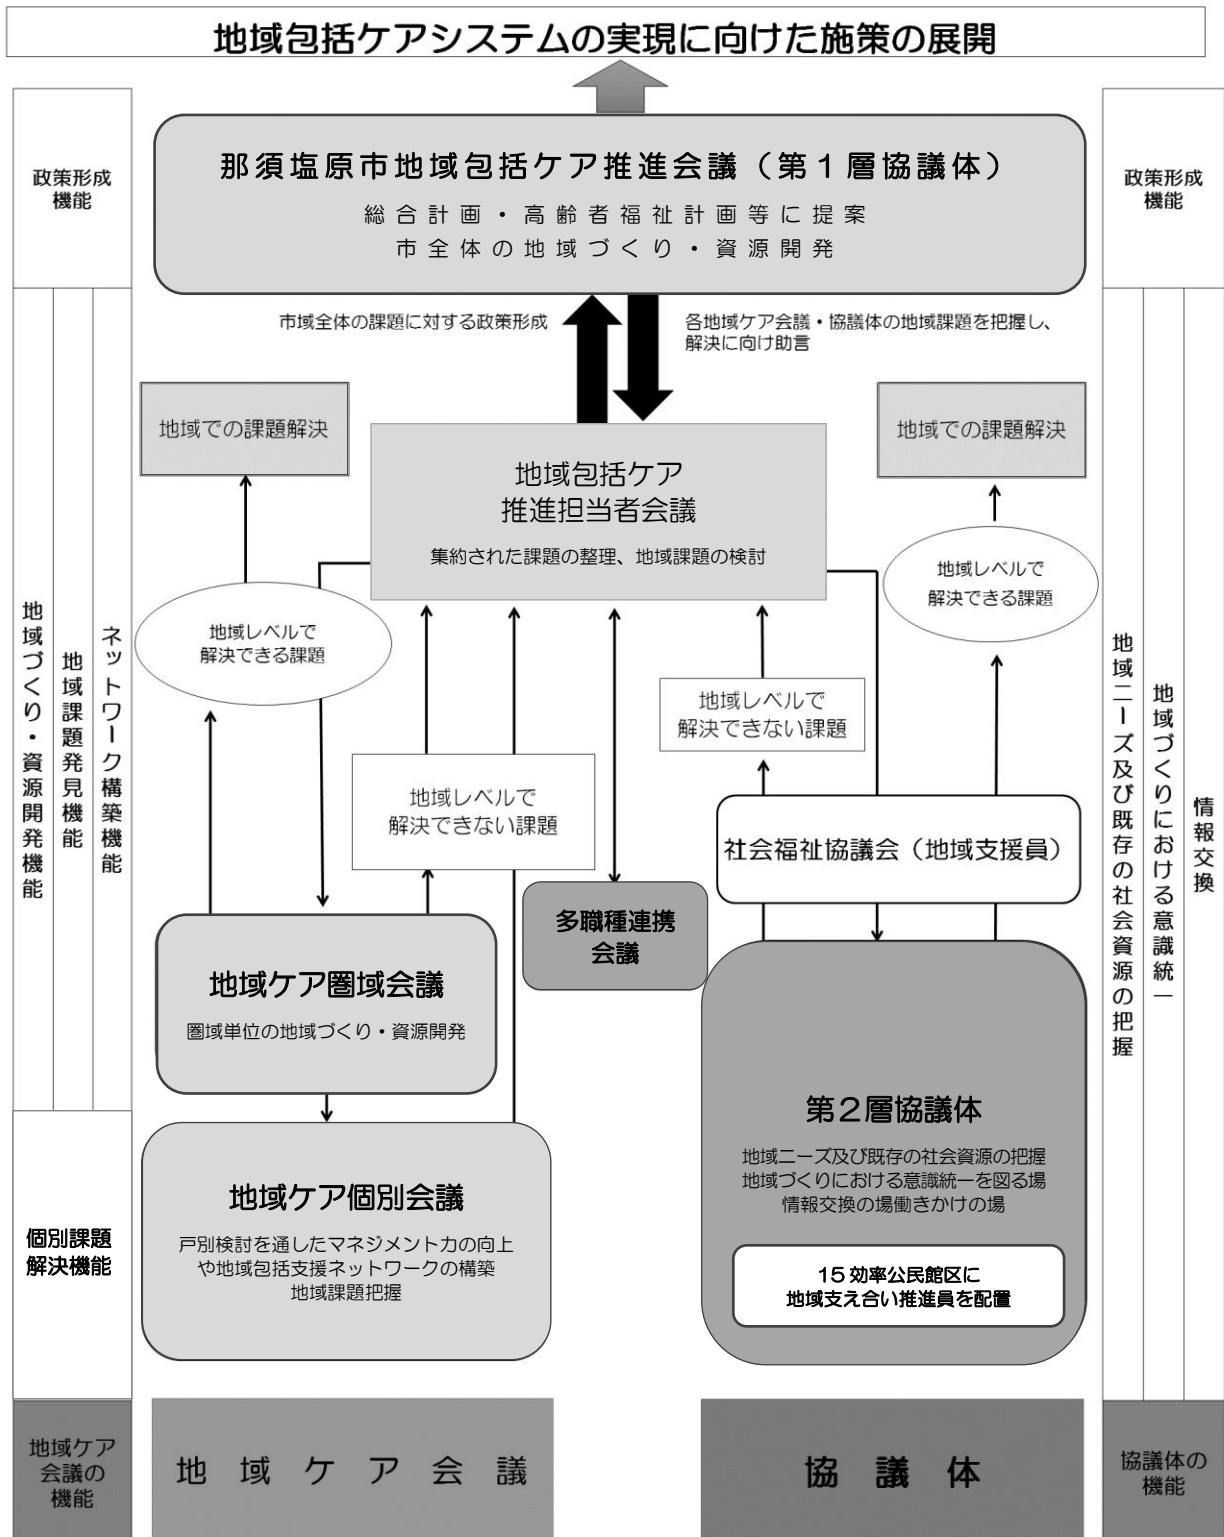 地域包括ケアシステムの実現に向けた施策の展開
政策形成
機能
那須塩原市地域包括ケア推進会議（第１層協議体）
総合計画・高齢者福祉計画等に提案
市全体の地域づくり・資源開発
政策形成
機能
市域全体の課題に対する政策形成
各地域ケア会議・協議体の地域課題を把握し、
解決に向け助言
地域での課題解決
地域での課題解決
地域包括ケア
推進担当者会議
集約された課題の整理、地域課題の検討
地域レベルで
解決できる課題
地域レベルで
解決できる課題
地域づくり・資源開発機能
地域課題発見機能
ネットワーク構築機能
地域レベルで
解決できない課題
地域レベルで
解決できない課題
社会福祉協議会（地域支援員）
地域ニーズ及び既存の社会資源の把握
地域づくりにおける意識統一
情報交換
多職種連携
会議
地域ケア圏域会議
圏域単位の地域づくり・資源開発
地域ケア個別会議
戸別検討を通したマネジメント力の向上
や地域包括支援ネットワークの構築
地域課題把握
第２層協議体
地域ニーズ及び既存の社会資源の把握
地域づくりにおける意識統一を図る場
情報交換の場働きかけの場
15 効率公民館区に
地域支え合い推進員を配置
個別課題
解決機能
地域ケア
会議の
機能
地域ケア会議
協議体
協議体の
機能